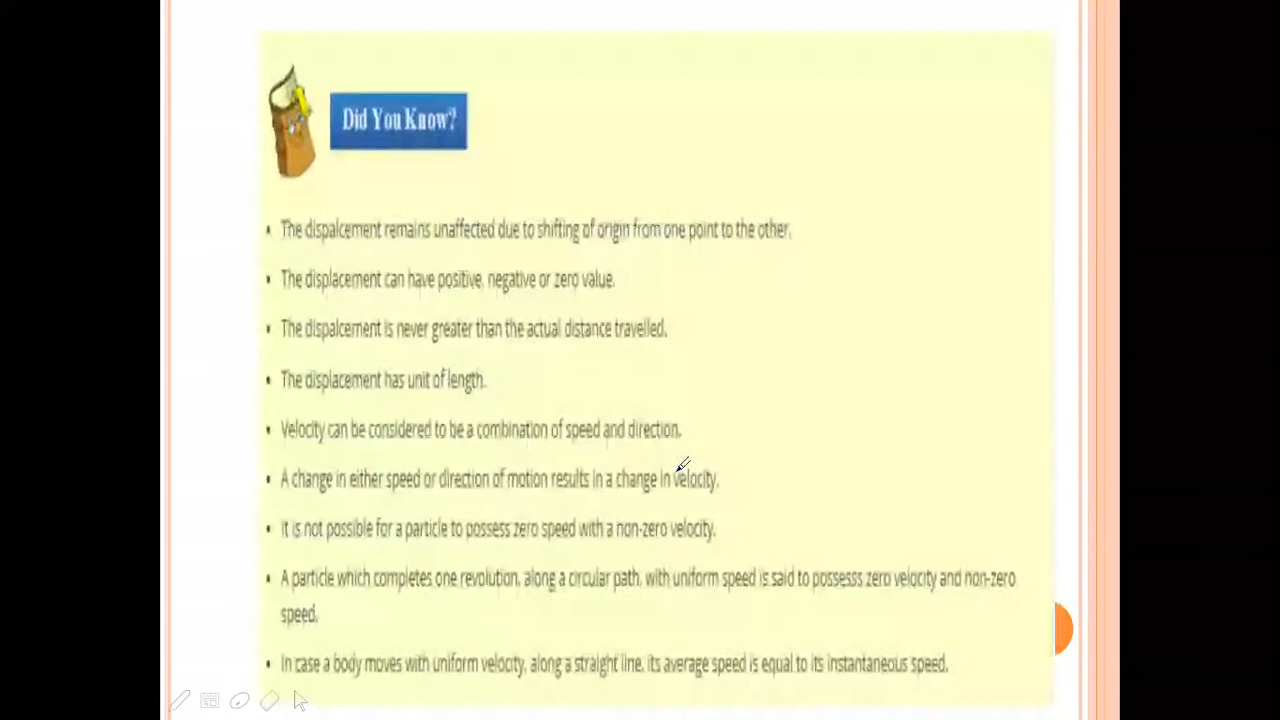 Did You Know?
• The dispalcement remains unaffected due to shifting of origin from one point to the other.
• The displacement can have positive, negative or zero value.
• The dispalcement is never greater than the actual distance travelled.
• The displacement has unit of length.
• Velocity can be considered to be a combination of speed and direction.
• A change in either speed or direction of motion results in a change in velocity.
• It is not possible for a particle to possess zero speed with a non-zero velocity.
• A particle which completes one revolution, along a circular path, with uniform speed is said to possesss zero velocity and non-zero
speed.
• In case a body moves with uniform velocity, along a straight line, its average speed is equal to its instantaneous speed.